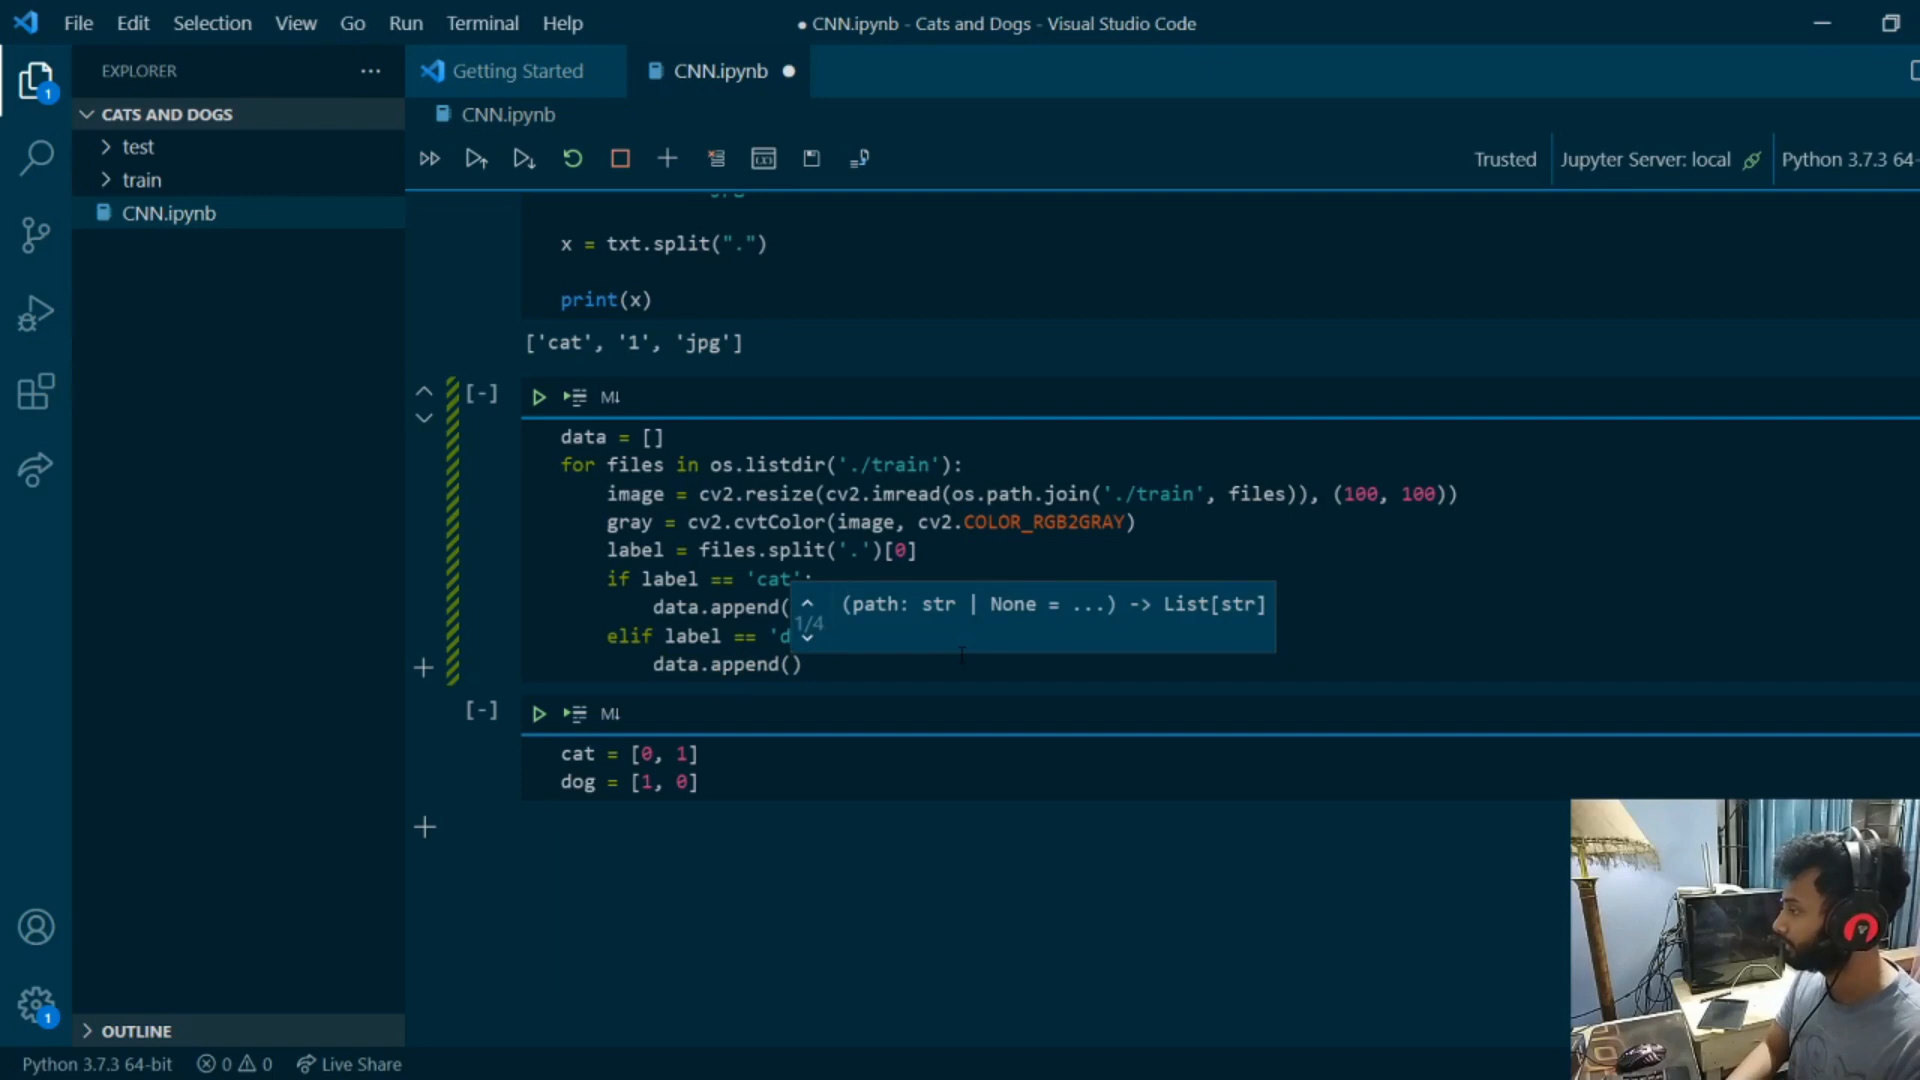 File Edit Selection View Go Run Terminal Help
● CNN.ipynb - Cats and Dogs - Visual Studio Code
EXPLORER
Getting Started
CNN.ipynb
1
CATS AND DOGS
CNN.ipynb
test
train
CNN.ipynb
Trusted
Jupyter Server: local
Python 3.7.3 64-
x = txt.split(".")
print(x)
['cat', '1', 'jpg']
[-]
M↓
data = []
for files in os.listdir('./train'):
image = cv2.resize(cv2.imread(os.path.join('./train', files)), (100, 100))
gray = cv2.cvtColor(image, cv2.COLOR_RGB2GRAY)
label = files.split('.')[0]
if label == 'cat':
(path: str | None = ...) -> List[str]
data.append(
1/4
elif label == 'd
data.append()
[-]
M↓
cat = [0, 1]
dog = [1, 0]
1
OUTLINE
Python 3.7.3 64-bit
0
0
Live Share